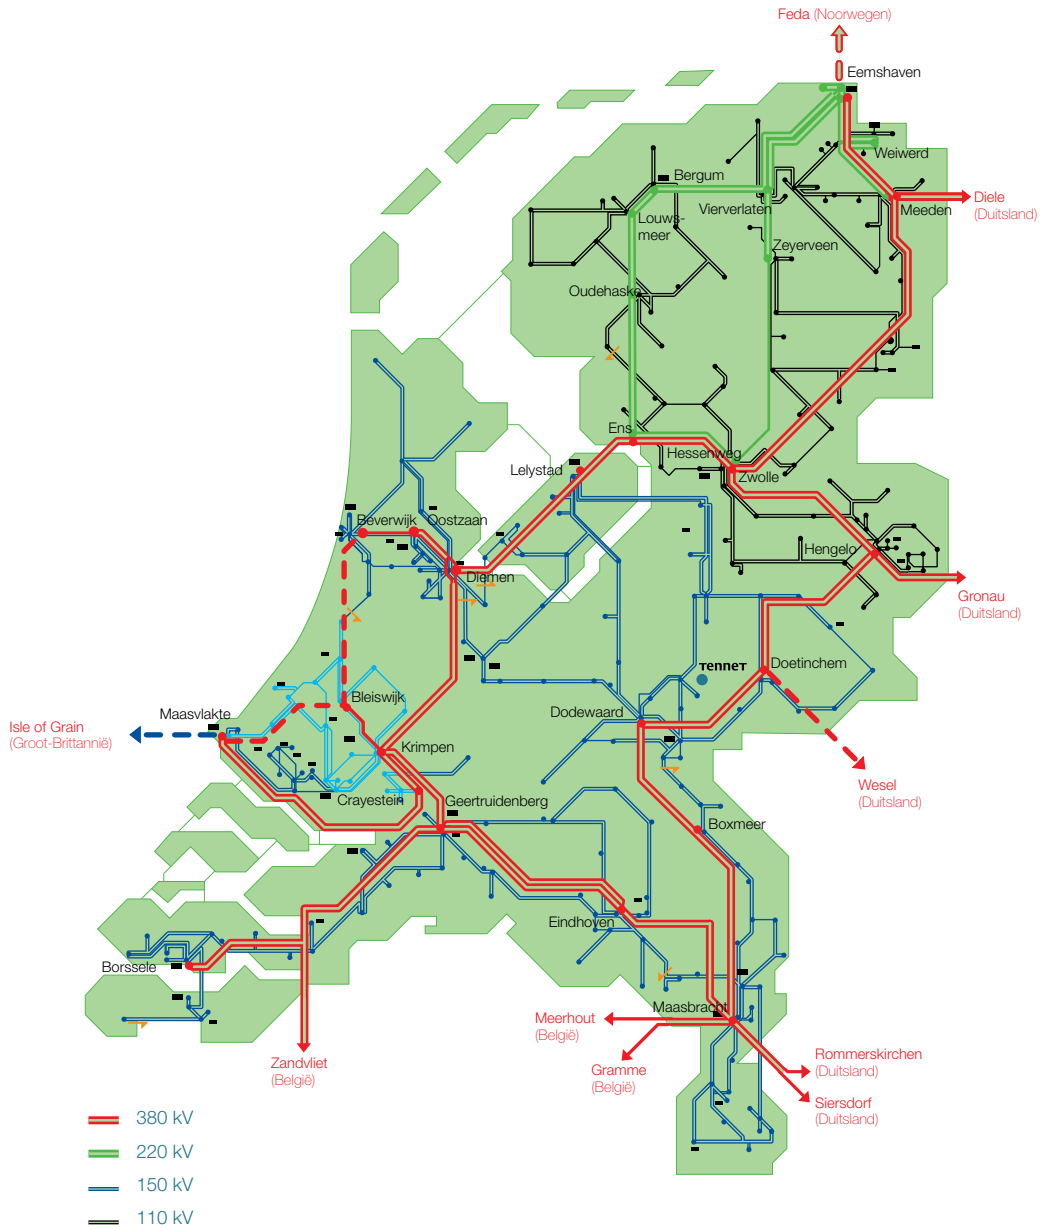 Feda (Noorwegen)
Eemshaven
Weiwerd
Bergum
Diele
(Duitsland)
Meeden
Vierverlaten
Louws-
meer
Zeyerveen
Oudehaske
Ens
Hessenweg
Lelystad
Zwolle
Beverwijk
Oostzaan
Hengelo
Diemen
Gronau
(Duitsland)
TenneT
Doetinchem
Bleiswijk
Maasvlakte
Dodewaard
Isle of Grain
(Groot-Brittannië)
Krimpen
Wesel
(Duitsland)
Crayestein
Geertruidenberg
Boxmeer
Eindhoven
Borssele
Maasbracht
Meerhout
(België)
Rommerskirchen
(Duitsland)
Zandvliet
(België)
Gramme
(België)
Siersdorf
(Duitsland)
380 kV
220 kV
150 kV
110 kV